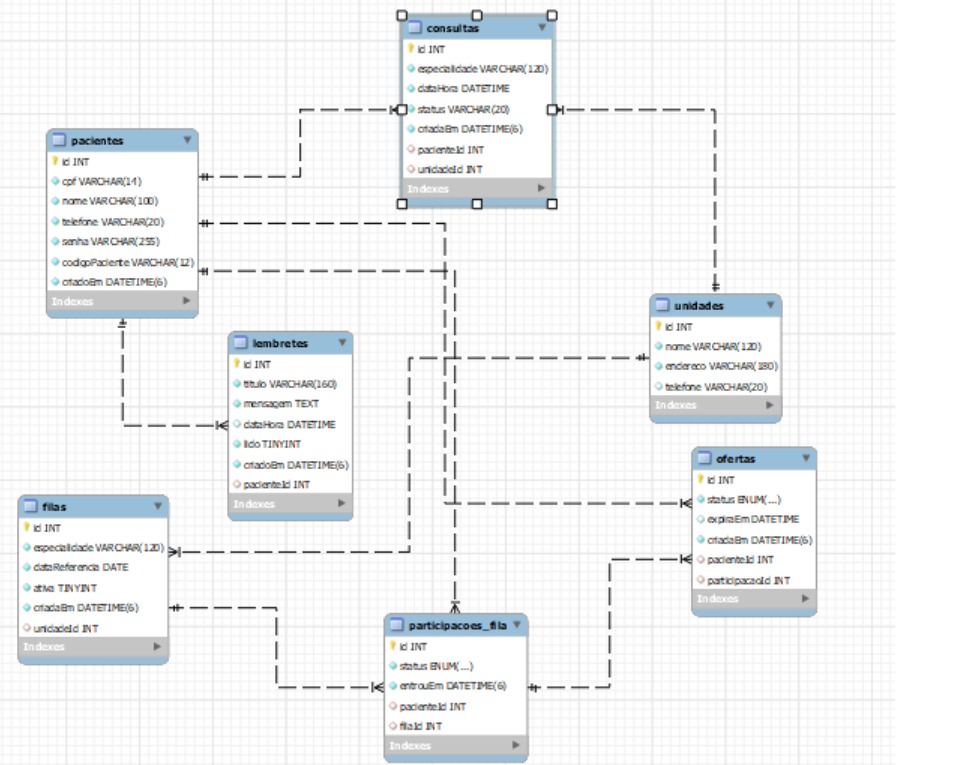 consultas
id INT
especialidade VARCHAR(120)
dataHora DATETIME
status VARCHAR(20)
criadaEm DATETIME(6)
pacienteId INT
unidadeId INT
Indexes
pacientes
id INT
cpf VARCHAR(14)
nome VARCHAR(100)
telefone VARCHAR(20)
senha VARCHAR(255)
codigoPaciente VARCHAR(12)
criadoEm DATETIME(6)
Indexes
unidades
id INT
nome VARCHAR(120)
endereco VARCHAR(180)
telefone VARCHAR(20)
Indexes
lembretes
id INT
titulo VARCHAR(160)
mensagem TEXT
dataHora DATETIME
lido TINYINT
criadoEm DATETIME(6)
pacienteId INT
Indexes
ofertas
id INT
status ENUM(...)
expiraEm DATETIME
criadaEm DATETIME(6)
pacienteId INT
participacaoId INT
Indexes
filas
id INT
especialidade VARCHAR(120)
dataReferencia DATE
ativa TINYINT
criadaEm DATETIME(6)
unidadeId INT
Indexes
participacoes_fila
id INT
status ENUM(...)
entrouEm DATETIME(6)
pacienteId INT
filaId INT
Indexes